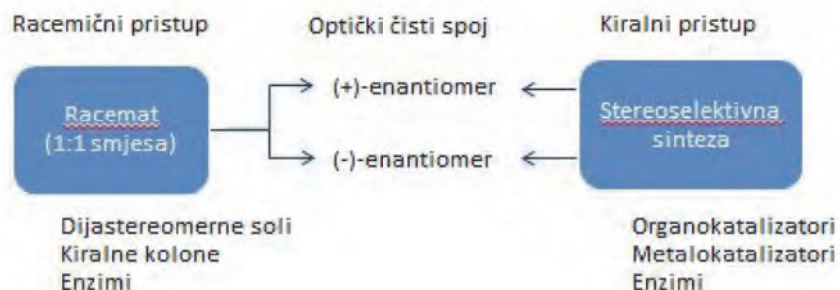 Racemični pristup
Optički čisti spoj
Kiralni pristup
Racemat
(1:1 smjesa)
(+)-enantiomer
(-)-enantiomer
Stereoselektivna
sinteza
Dijastereomerne soli
Kiralne kolone
Enzimi
Organokatalizatori
Metalokatalizatori
Enzimi